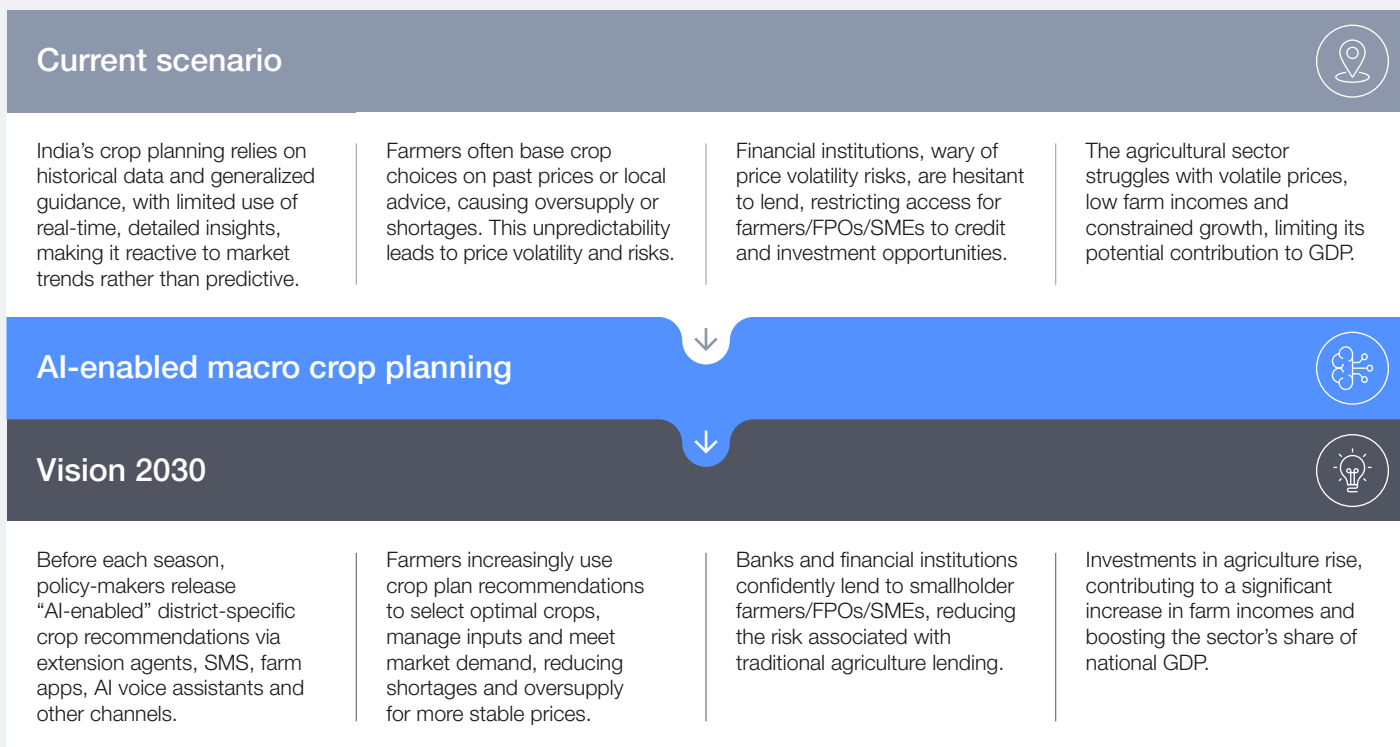 Current scenario
India’s crop planning relies on
historical data and generalized
guidance, with limited use of
real-time, detailed insights,
making it reactive to market
trends rather than predictive.
Farmers often base crop
choices on past prices or local
advice, causing oversupply or
shortages. This unpredictability
leads to price volatility and risks.
Financial institutions, wary of
price volatility risks, are hesitant
to lend, restricting access for
farmers/FPOs/SMEs to credit
and investment opportunities.
The agricultural sector
struggles with volatile prices,
low farm incomes and
constrained growth, limiting its
potential contribution to GDP.
AI-enabled macro crop planning
Vision 2030
Before each season,
policy-makers release
“AI-enabled” district-specific
crop recommendations via
extension agents, SMS, farm
apps, AI voice assistants and
other channels.
Farmers increasingly use
crop plan recommendations
to select optimal crops,
manage inputs and meet
market demand, reducing
shortages and oversupply
for more stable prices.
Banks and financial institutions
confidently lend to smallholder
farmers/FPOs/SMEs, reducing
the risk associated with
traditional agriculture lending.
Investments in agriculture rise,
contributing to a significant
increase in farm incomes and
boosting the sector’s share of
national GDP.